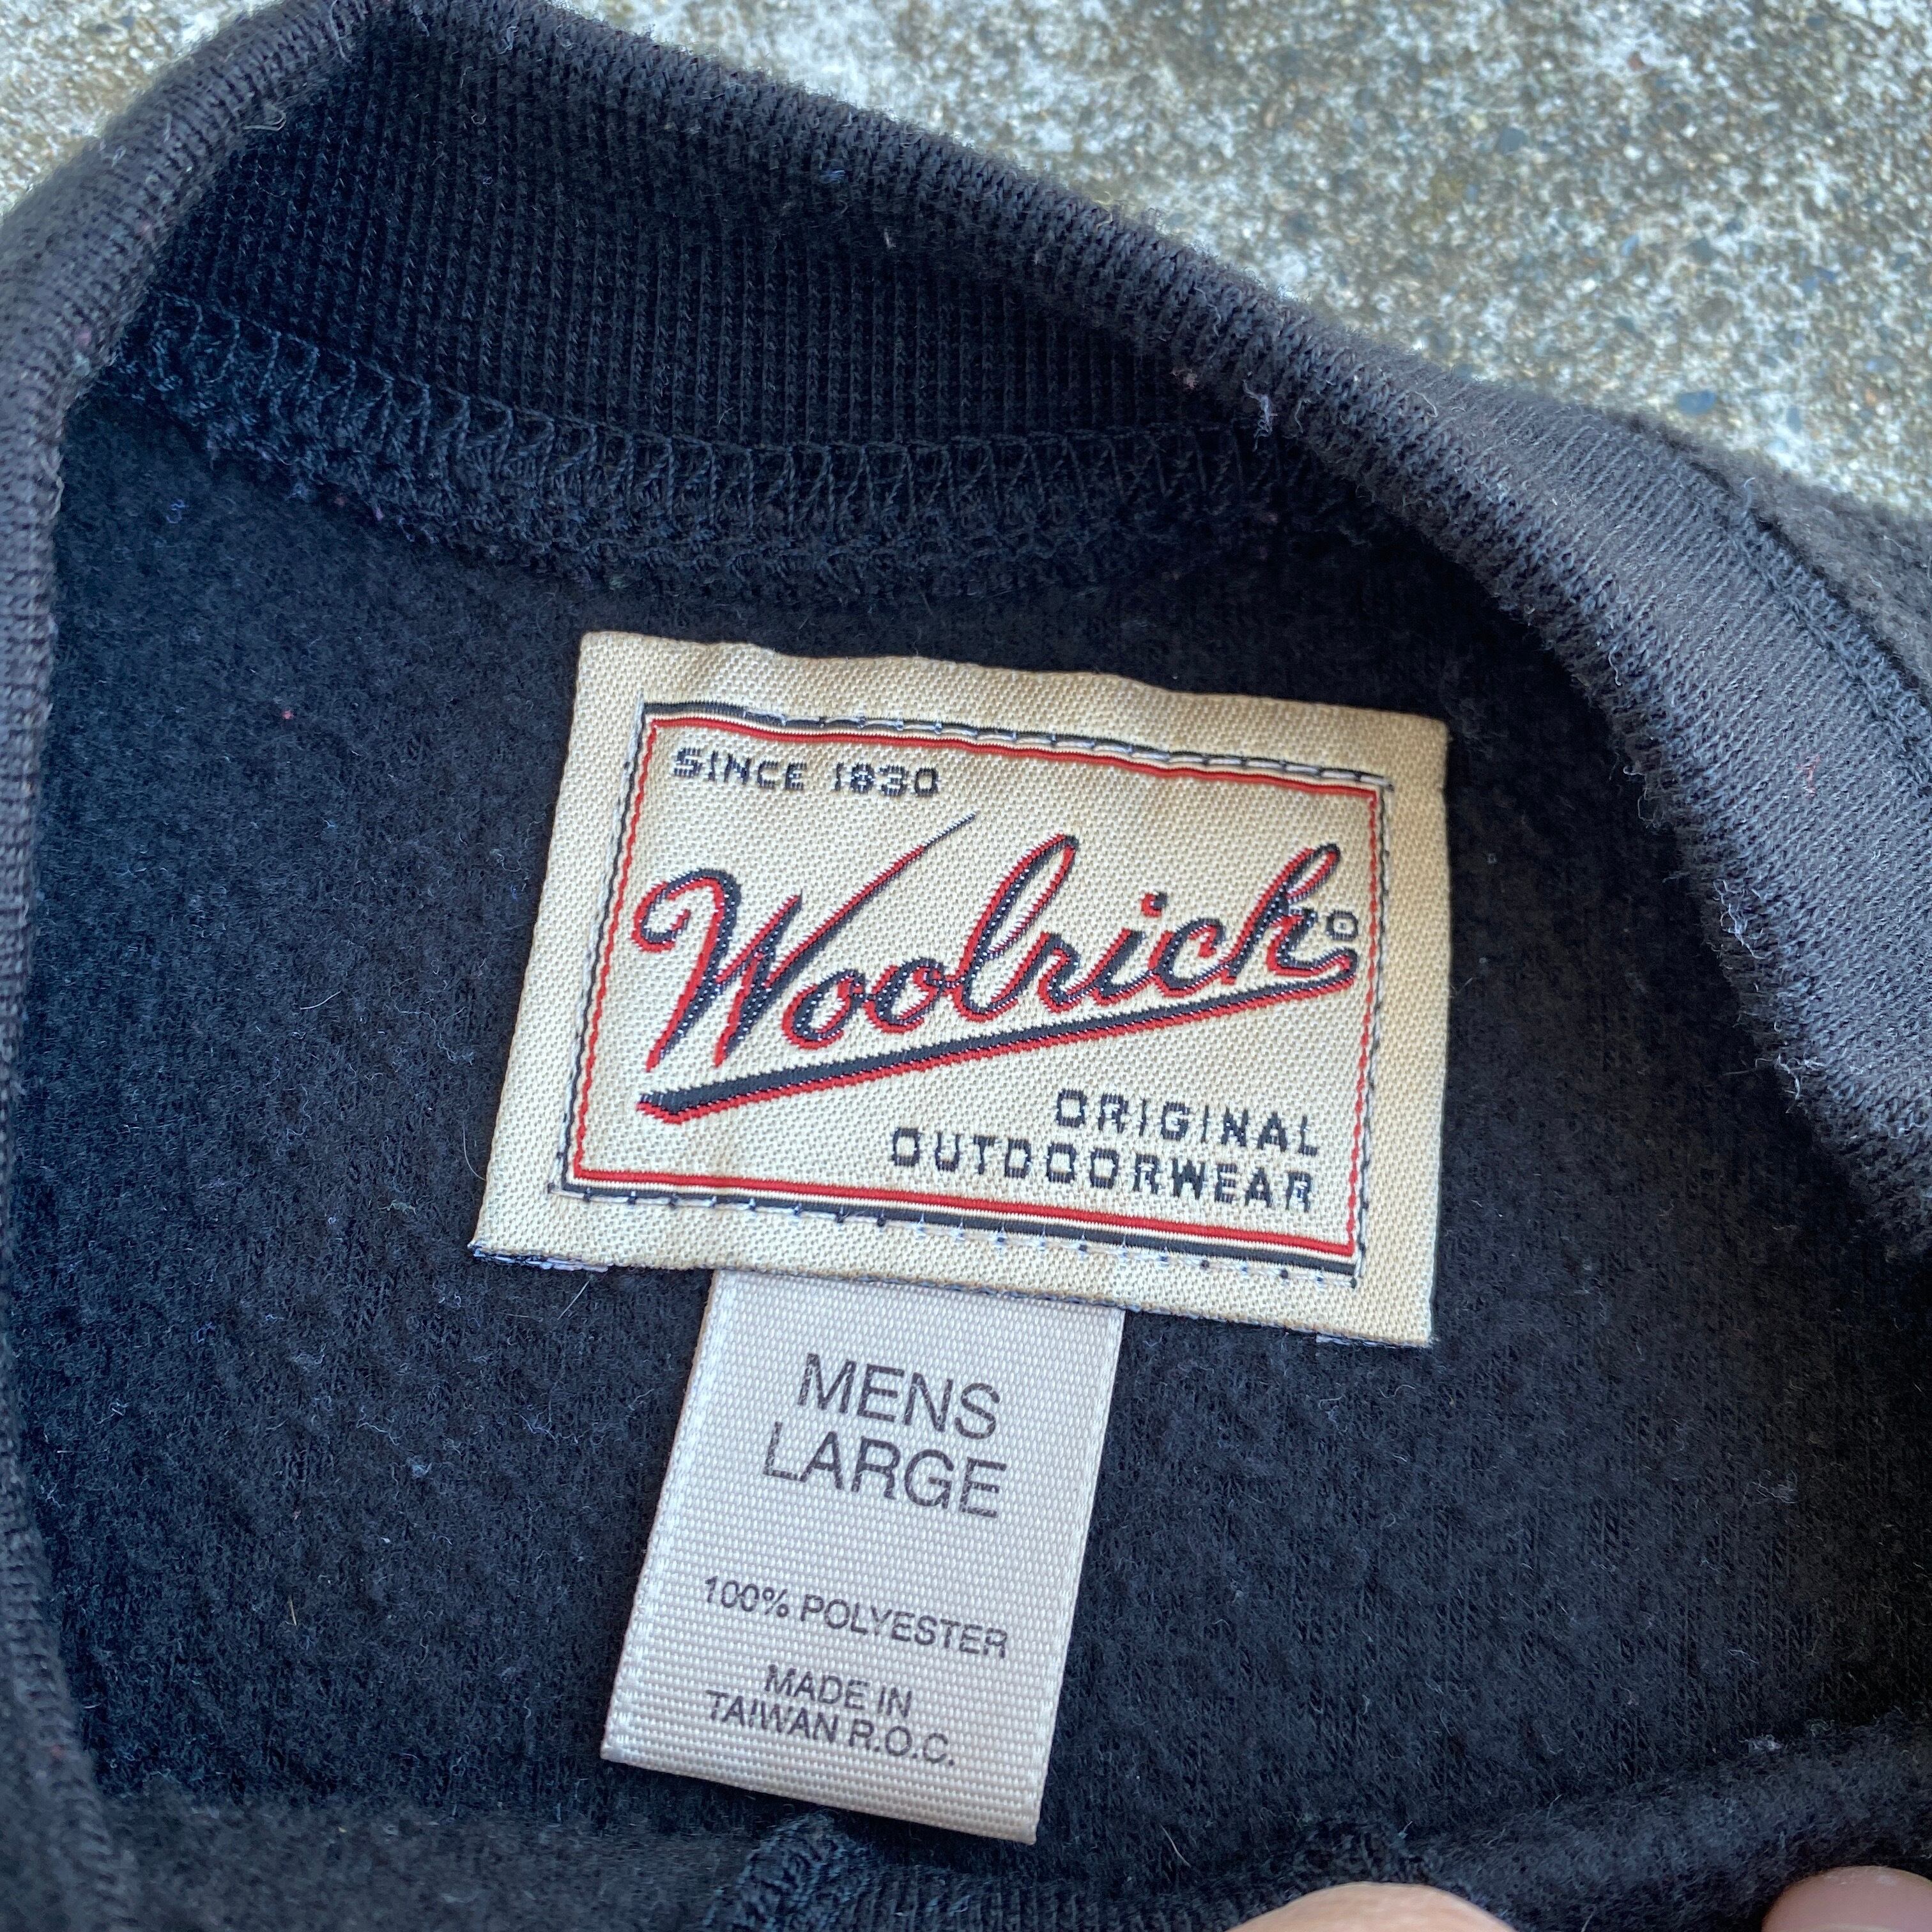 SINCE 1830
Woolrich®
ORIGINAL
OUTDOORWEAR
MENS
LARGE
100% POLYESTER
MADE IN
TAIWAN R.O.C.